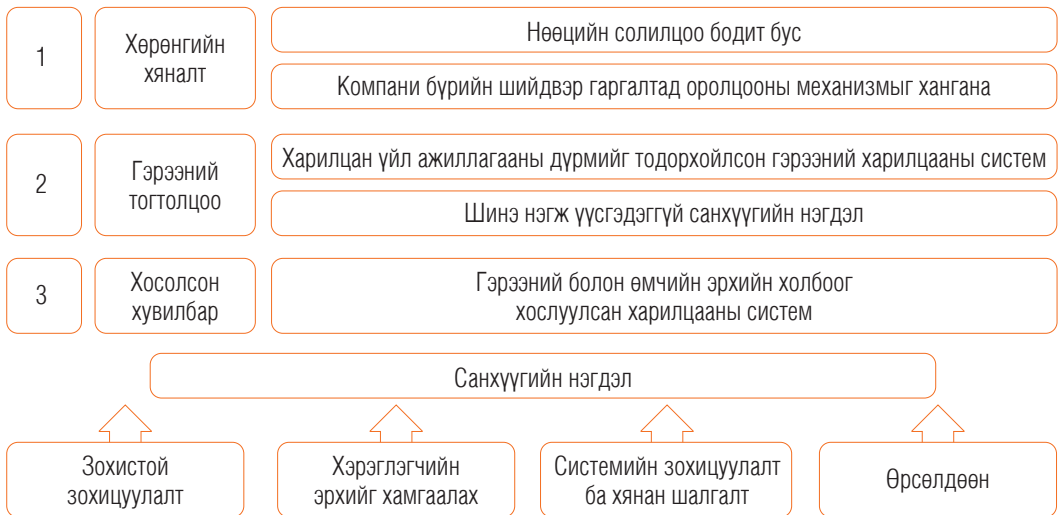 1
Хөрөнгийн
хяналт
Нөөцийн солилцоо бодит бус
Компани бүрийн шийдвэр гаргалтад оролцооны механизмыг хангана
2
Гэрээний
тогтолцоо
Харилцан үйл ажиллагааны дүрмийг тодорхойлсон гэрээний харилцааны систем
Шинэ нэгж үүсгэдэггүй санхүүгийн нэгдэл
3
Хосолсон
хувилбар
Гэрээний болон өмчийн эрхийн холбоог
хослуулсан харилцааны систем
Санхүүгийн нэгдэл
Зохистой
зохицуулалт
Хэрэглэгчийн
эрхийг хамгаалах
Системийн зохицуулалт
ба хянан шалгалт
Өрсөлдөөн